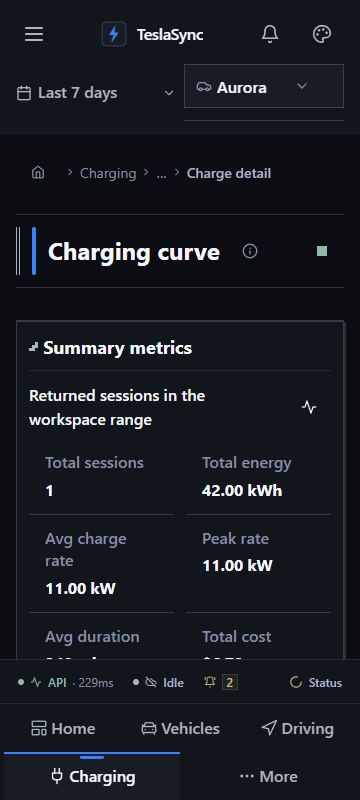 TeslaSync
Last 7 days
Aurora
Charging
...
Charge detail
Charging curve
Summary metrics
Returned sessions in the
workspace range
Total sessions
Total energy
1
42.00 kWh
Avg charge
rate
Peak rate
11.00 kW
11.00 kW
Avg duration
Total cost
API · 229ms
Idle
2
Status
Home
Vehicles
Driving
Charging
More